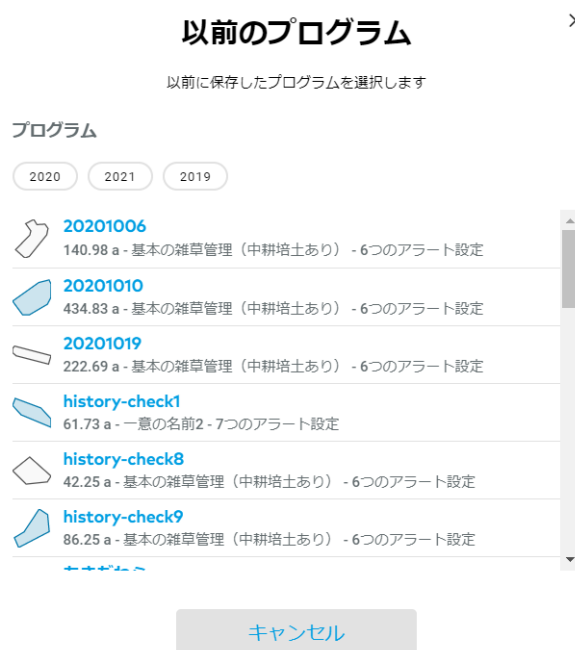 以前のプログラム
以前に保存したプログラムを選択します
プログラム
2020 2021 2019
20201006
140.98 a - 基本の雑草管理（中耕培土あり） - 6つのアラート設定
20201010
434.83 a - 基本の雑草管理（中耕培土あり） - 6つのアラート設定
20201019
222.69 a - 基本の雑草管理（中耕培土あり） - 6つのアラート設定
history-check1
61.73 a - 一意の名前2 - 7つのアラート設定
history-check8
42.25 a - 基本の雑草管理（中耕培土あり） - 6つのアラート設定
history-check9
86.25 a - 基本の雑草管理（中耕培土あり） - 6つのアラート設定
キャンセル